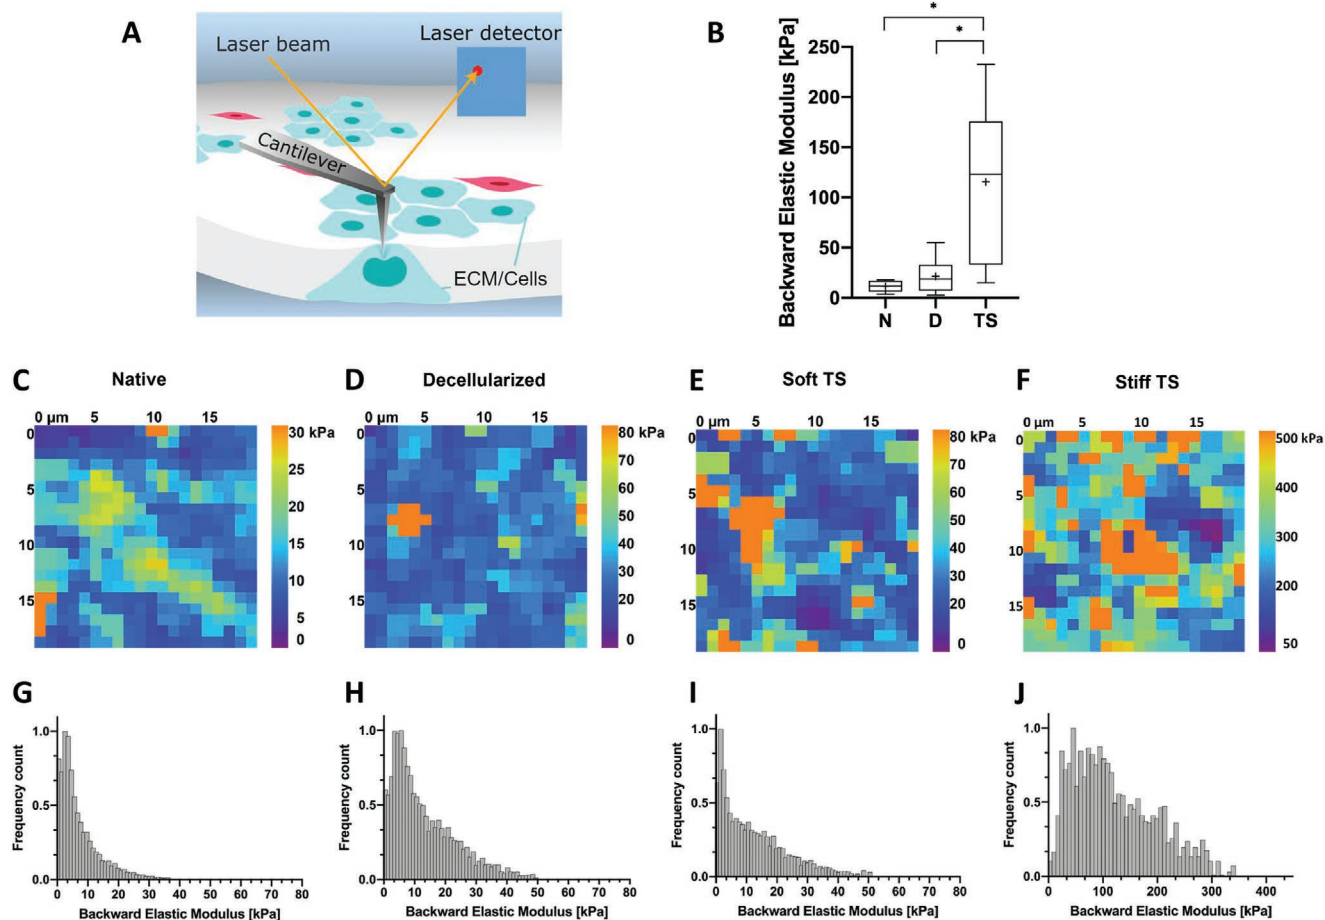 A
Laser beam
Laser detector
Cantilever
ECM/Cells
B
*
*
Backward Elastic Modulus [kPa]
250
200
150
100
50
0
N D TS
C Native
0 µm 5 10 15
0
5
10
15
30 kPa
25
20
15
10
5
0
D Decellularized
0 µm 5 10 15
80 kPa
70
60
50
40
30
20
10
0
E Soft TS
0 µm 5 10 15
0
5
10
15
80 kPa
70
60
50
40
30
20
10
0
F Stiff TS
0 µm 5 10 15
0
5
10
15
500 kPa
400
300
200
100
50
G
Frequency count
1.0
0.5
0.0
0 10 20 30 40 50 60 70 80
Backward Elastic Modulus [kPa]
H
Frequency count
1.0
0.5
0.0
0 10 20 30 40 50 60 70 80
Backward Elastic Modulus [kPa]
I
Frequency count
1.0
0.5
0.0
0 10 20 30 40 50 60 70 80
Backward Elastic Modulus [kPa]
J
Frequency count
1.0
0.5
0.0
0 100 200 300 400
Backward Elastic Modulus [kPa]